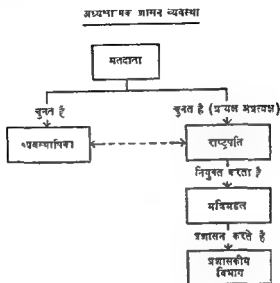 अध्यक्षात्मक शासन व्यवस्था
मतदाता
चुनते हैं
चुनते है (प्रत्यक्ष अप्रत्यक्ष)
व्यवस्थापिका
राष्ट्रपति
नियुक्त करता है
मंत्रिमंडल
प्रशासन करते है
प्रशासकीय
विभाग